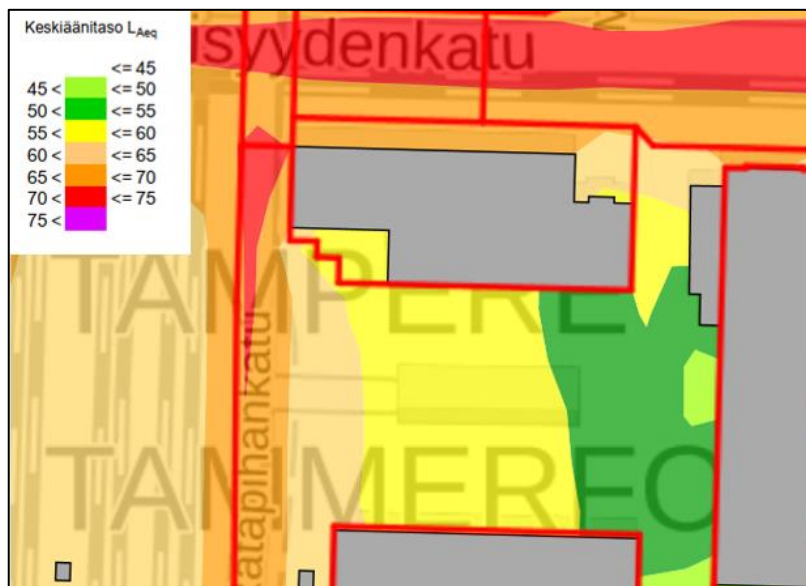 Keskiäänitaso LAeq
<= 45
45 < <= 50
50 < <= 55
55 < <= 60
60 < <= 65
65 < <= 70
70 < <= 75
75 <
isyydenkatu
TAMPERE
TAMMERFO
atapihankatu